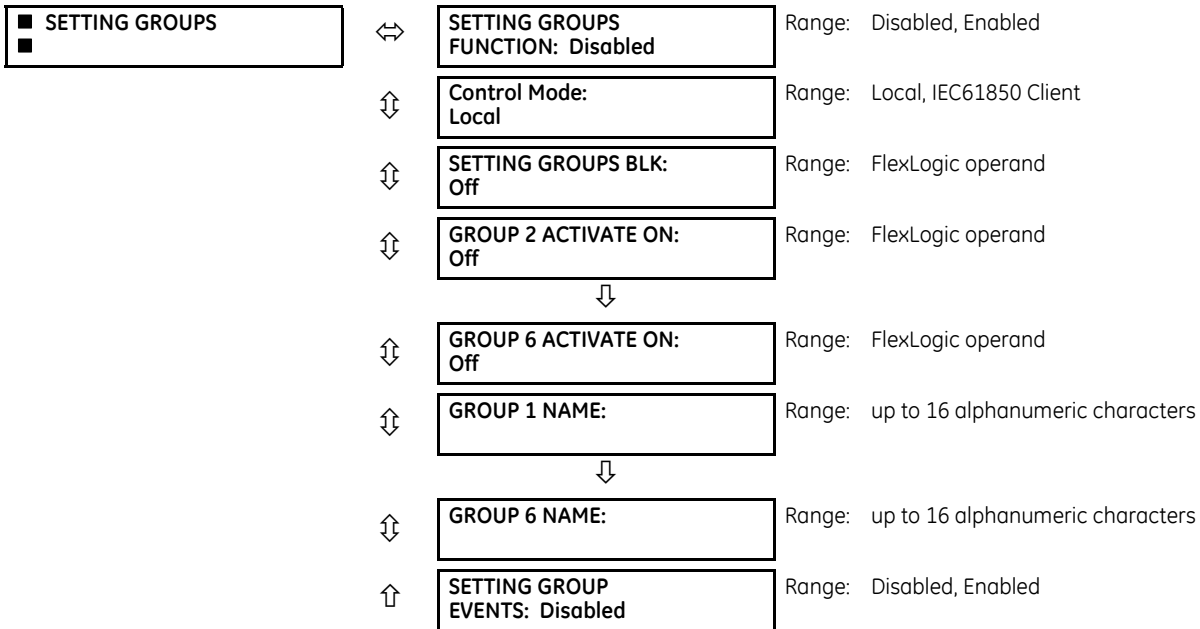 ■ SETTING GROUPS
■
SETTING GROUPS
FUNCTION: Disabled
Range: Disabled, Enabled
Control Mode:
Local
Range: Local, IEC61850 Client
SETTING GROUPS BLK:
Off
Range: FlexLogic operand
GROUP 2 ACTIVATE ON:
Off
Range: FlexLogic operand
GROUP 6 ACTIVATE ON:
Off
Range: FlexLogic operand
GROUP 1 NAME:
Range: up to 16 alphanumeric characters
GROUP 6 NAME:
Range: up to 16 alphanumeric characters
SETTING GROUP
EVENTS: Disabled
Range: Disabled, Enabled